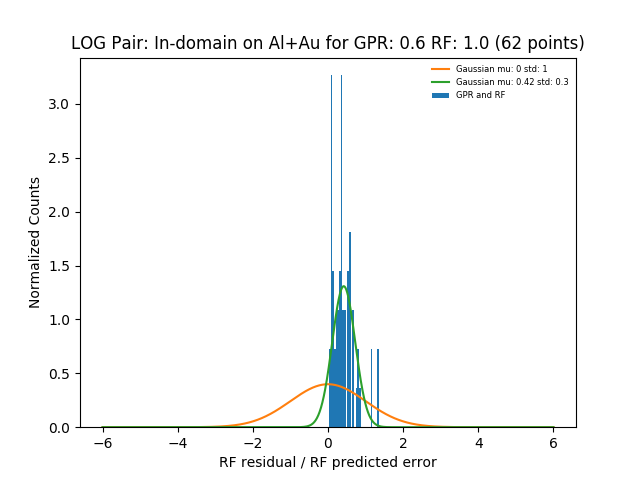 LOG Pair: In-domain on Al+Au for GPR: 0.6 RF: 1.0 (62 points)
Gaussian mu: 0 std: 1
Gaussian mu: 0.42 std: 0.3
GPR and RF
Normalized Counts
3.0
2.5
2.0
1.5
1.0
0.5
0.0
−6 −4 −2 0 2 4 6
RF residual / RF predicted error